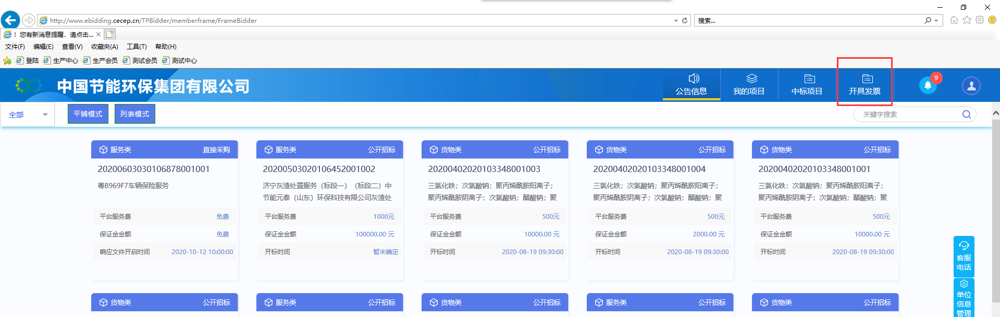 http://www.ebidding.cecep.cn/TPBidder/memberframe/FrameBidder
搜索...
! 您有新消息提醒，请点击...
文件(F) 编辑(E) 查看(V) 收藏夹(A) 工具(T) 帮助(H)
登陆 生产中心 生产会员 测试会员 测试中心
中国节能环保集团有限公司
公告信息 我的项目 中标项目 开具发票 9
全部 平铺模式 列表模式 关键字搜索
服务类 直接采购
20200603030106878001001
粤B969F7车辆保险服务
平台服务费 免费
保证金金额 免费
响应文件开启时间 2020-10-12 10:00:00
服务类 公开招标
20200503020106452001002
济宁灰渣处置服务（标段一）（标段二）中
节能元泰（山东）环保科技有限公司灰渣处
平台服务费 1000元
保证金金额 100000.00 元
开标时间 暂未确定
货物类 公开招标
20200402020103348001003
三氯化铁；次氯酸钠；聚丙烯酰胺阳离子；
聚丙烯酰胺阴离子；次氯酸钠；醋酸钠；聚
平台服务费 500元
保证金金额 10000.00 元
开标时间 2020-08-19 09:30:00
货物类 公开招标
20200402020103348001004
三氯化铁；次氯酸钠；聚丙烯酰胺阳离子；
聚丙烯酰胺阴离子；次氯酸钠；醋酸钠；聚
平台服务费 500元
保证金金额 2000.00 元
开标时间 2020-08-19 09:30:00
货物类 公开招标
20200402020103348001001
三氯化铁；次氯酸钠；聚丙烯酰胺阳离子；
聚丙烯酰胺阴离子；次氯酸钠；醋酸钠；聚
平台服务费 500元
保证金金额 10000.00 元
开标时间 2020-08-19 09:30:00
客服
电话
单位
信息
管理
货物类 公开招标
服务类 公开招标
货物类 公开招标
服务类 公开招标
货物类 公开招标